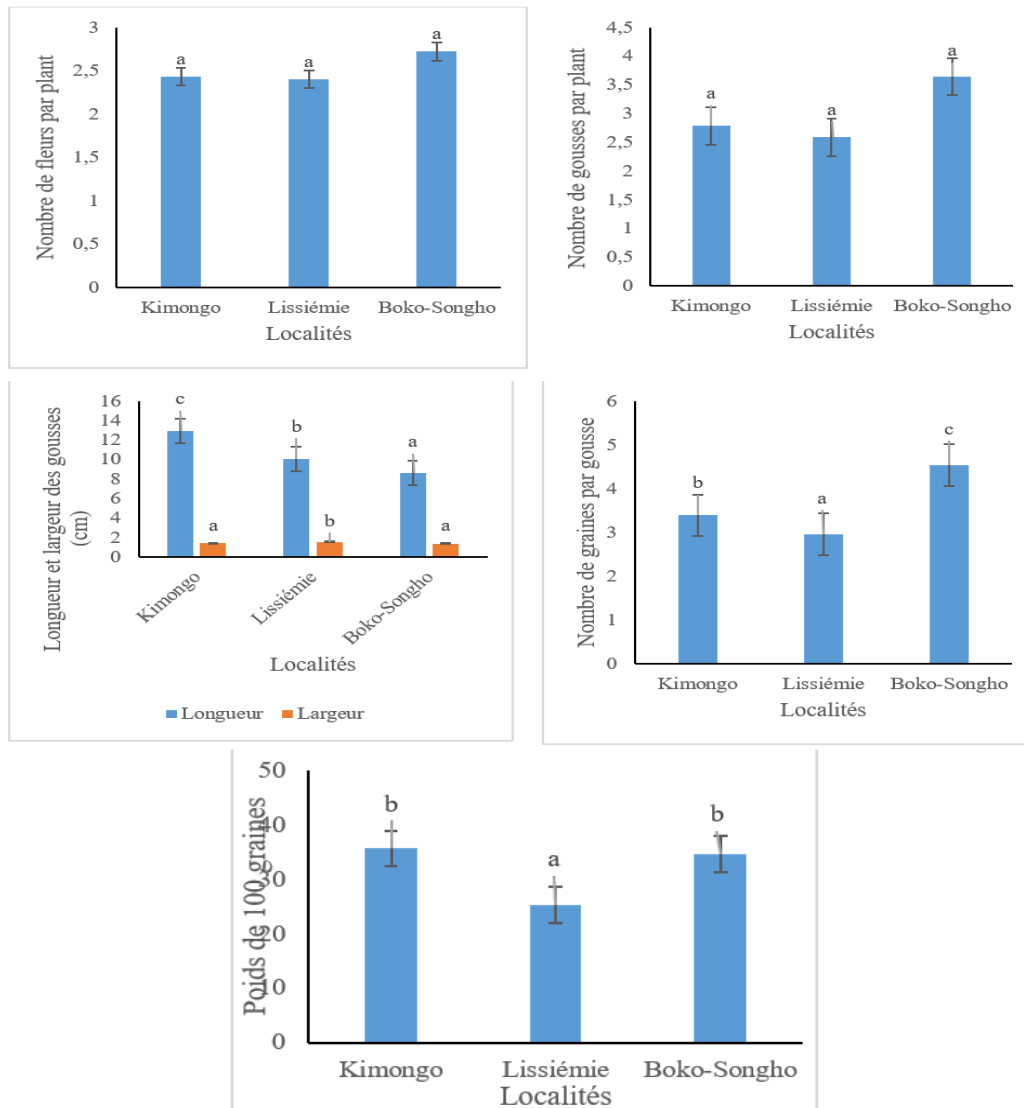 Nombre de fleurs par plant
3
2,5
2
1,5
1
0,5
0
a
a
a
Kimongo
Lissiémie
Boko-Songho
Localités
Nombre de gousses par plant
4,5
4
3,5
3
2,5
2
1,5
1
0,5
0
a
a
a
Kimongo
Lissiémie
Boko-Songho
Localités
Longueur et largeur des gousses
(cm)
16
14
12
10
8
6
4
2
0
c
a
b
b
a
a
Kimongo
Lissiémie
Boko-Songho
Localités
Longueur
Largeur
Nombre de graines par gousse
6
5
4
3
2
1
0
b
a
c
Kimongo
Lissiémie
Boko-Songho
Localités
Poids de 100 graines
50
40
30
20
10
0
b
a
b
Kimongo
Lissiémie
Boko-Songho
Localités